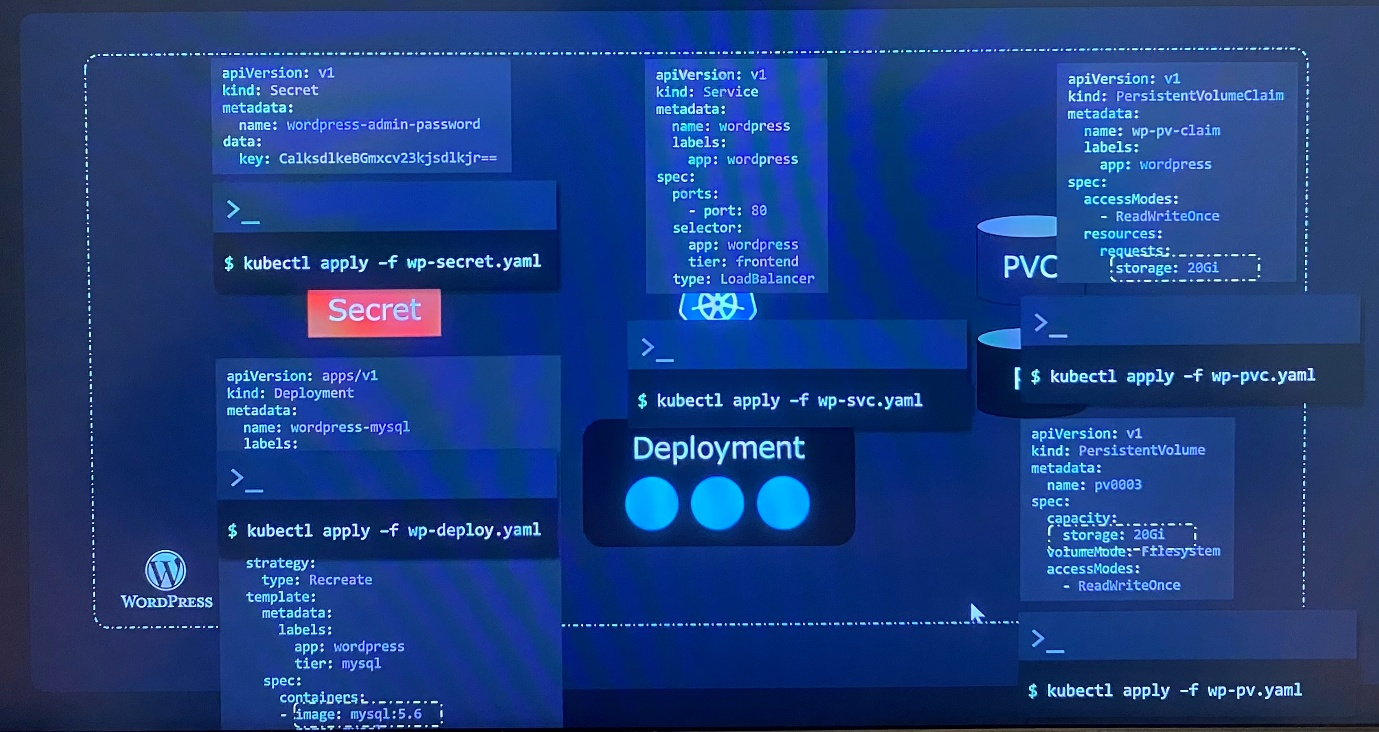 apiVersion: v1
kind: Secret
metadata:
  name: wordpress-admin-password
data:
  key: CalksdlkeBGmxcv23kjsdlkjr==
>_
$ kubectl apply -f wp-secret.yaml
Secret
apiVersion: apps/v1
kind: Deployment
metadata:
  name: wordpress-mysql
  labels:
>_
$ kubectl apply -f wp-deploy.yaml
strategy:
  type: Recreate
template:
  metadata:
    labels:
      app: wordpress
      tier: mysql
  spec:
    containers:
    - image: mysql:5.6
WORDPRESS
apiVersion: v1
kind: Service
metadata:
  name: wordpress
  labels:
    app: wordpress
spec:
  ports:
    - port: 80
  selector:
    app: wordpress
    tier: frontend
  type: LoadBalancer
>_
$ kubectl apply -f wp-svc.yaml
Deployment
apiVersion: v1
kind: PersistentVolumeClaim
metadata:
  name: wp-pv-claim
  labels:
    app: wordpress
spec:
  accessModes:
    - ReadWriteOnce
  resources:
    requests:
      storage: 20Gi
PVC
>_
$ kubectl apply -f wp-pvc.yaml
apiVersion: v1
kind: PersistentVolume
metadata:
  name: pv0003
spec:
  capacity:
    storage: 20Gi
  volumeMode: Filesystem
  accessModes:
    - ReadWriteOnce
>_
$ kubectl apply -f wp-pv.yaml